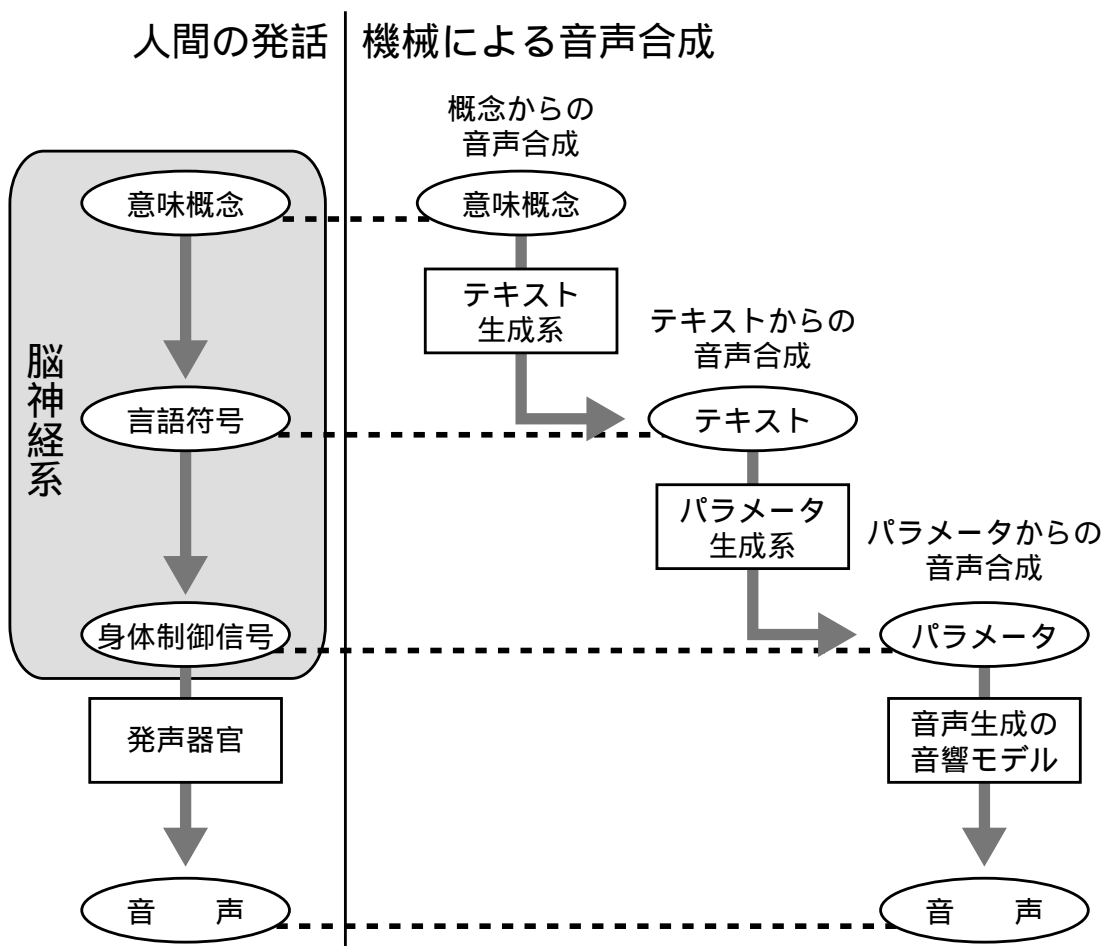 人間の発話
機械による音声合成
概念からの
音声合成
意味概念
意味概念
テキスト
生成系
テキストからの
音声合成
脳神経系
言語符号
テキスト
パラメータ
生成系
パラメータからの
音声合成
身体制御信号
パラメータ
発声器官
音声生成の
音響モデル
音　声
音　声